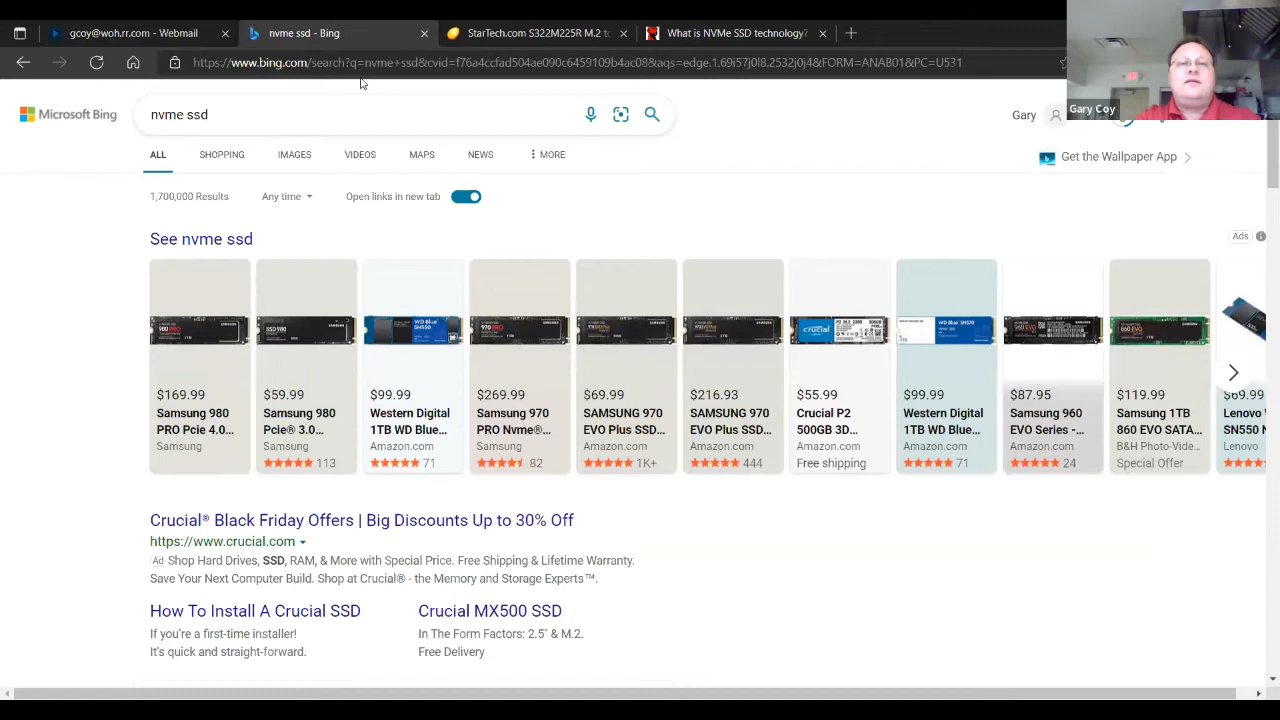 gcoy@woh.rr.com - Webmail
nvme ssd - Bing
StarTech.com S322M225R M.2 to
What is NVMe SSD technology?
https://www.bing.com/search?q=nvme+ssd&cvid=f76a4ccfad504ae090c6459109b4ac08&aqs=edge.1.69i57j0l8.2532j0j4&FORM=ANAB01&PC=U531
Gary Coy
Microsoft Bing
nvme ssd
Gary
ALL
SHOPPING
IMAGES
VIDEOS
MAPS
NEWS
MORE
Get the Wallpaper App
1,700,000 Results
Any time
Open links in new tab
See nvme ssd
Ads
$169.99
Samsung 980
PRO Pcie 4.0...
Samsung
$59.99
Samsung 980
Pcie® 3.0...
Samsung
113
$99.99
Western Digital
1TB WD Blue...
Amazon.com
71
$269.99
Samsung 970
PRO Nvme®...
Samsung
82
$69.99
SAMSUNG 970
EVO Plus SSD...
Amazon.com
1K+
$216.93
SAMSUNG 970
EVO Plus SSD...
Amazon.com
444
$55.99
Crucial P2
500GB 3D...
Amazon.com
Free shipping
$99.99
Western Digital
1TB WD Blue...
Amazon.com
71
$87.95
Samsung 960
EVO Series -...
Amazon.com
24
$119.99
Samsung 1TB
860 EVO SATA...
B&H Photo-Vide...
Special Offer
$69.99
Lenovo
SN550 N
Lenovo
Crucial® Black Friday Offers | Big Discounts Up to 30% Off
https://www.crucial.com
Ad Shop Hard Drives, SSD, RAM, & More with Special Price. Free Shipping & Lifetime Warranty.
Save Your Next Computer Build. Shop at Crucial® - the Memory and Storage Experts™.
How To Install A Crucial SSD
If you're a first-time installer!
It's quick and straight-forward.
Crucial MX500 SSD
In The Form Factors: 2.5" & M.2.
Free Delivery